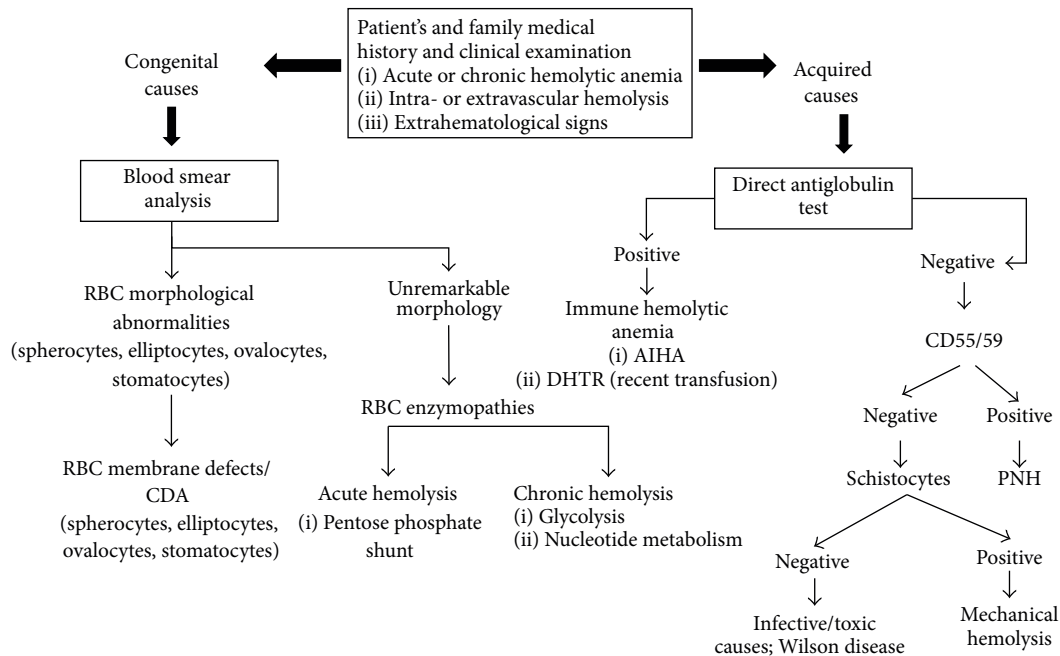 Patient's and family medical
history and clinical examination
(i) Acute or chronic hemolytic anemia
(ii) Intra- or extravascular hemolysis
(iii) Extrahematological signs
Congenital
causes
Acquired
causes
Blood smear
analysis
Direct antiglobulin
test
RBC morphological
abnormalities
(spherocytes, elliptocytes, ovalocytes,
stomatocytes)
Unremarkable
morphology
RBC membrane defects/
CDA
(spherocytes, elliptocytes,
ovalocytes, stomatocytes)
RBC enzymopathies
Acute hemolysis
(i) Pentose phosphate
shunt
Chronic hemolysis
(i) Glycolysis
(ii) Nucleotide metabolism
Positive
Immune hemolytic
anemia
(i) AIHA
(ii) DHTR (recent transfusion)
Negative
CD55/59
Negative
Positive
Schistocytes
PNH
Negative
Positive
Infective/toxic
causes; Wilson disease
Mechanical
hemolysis